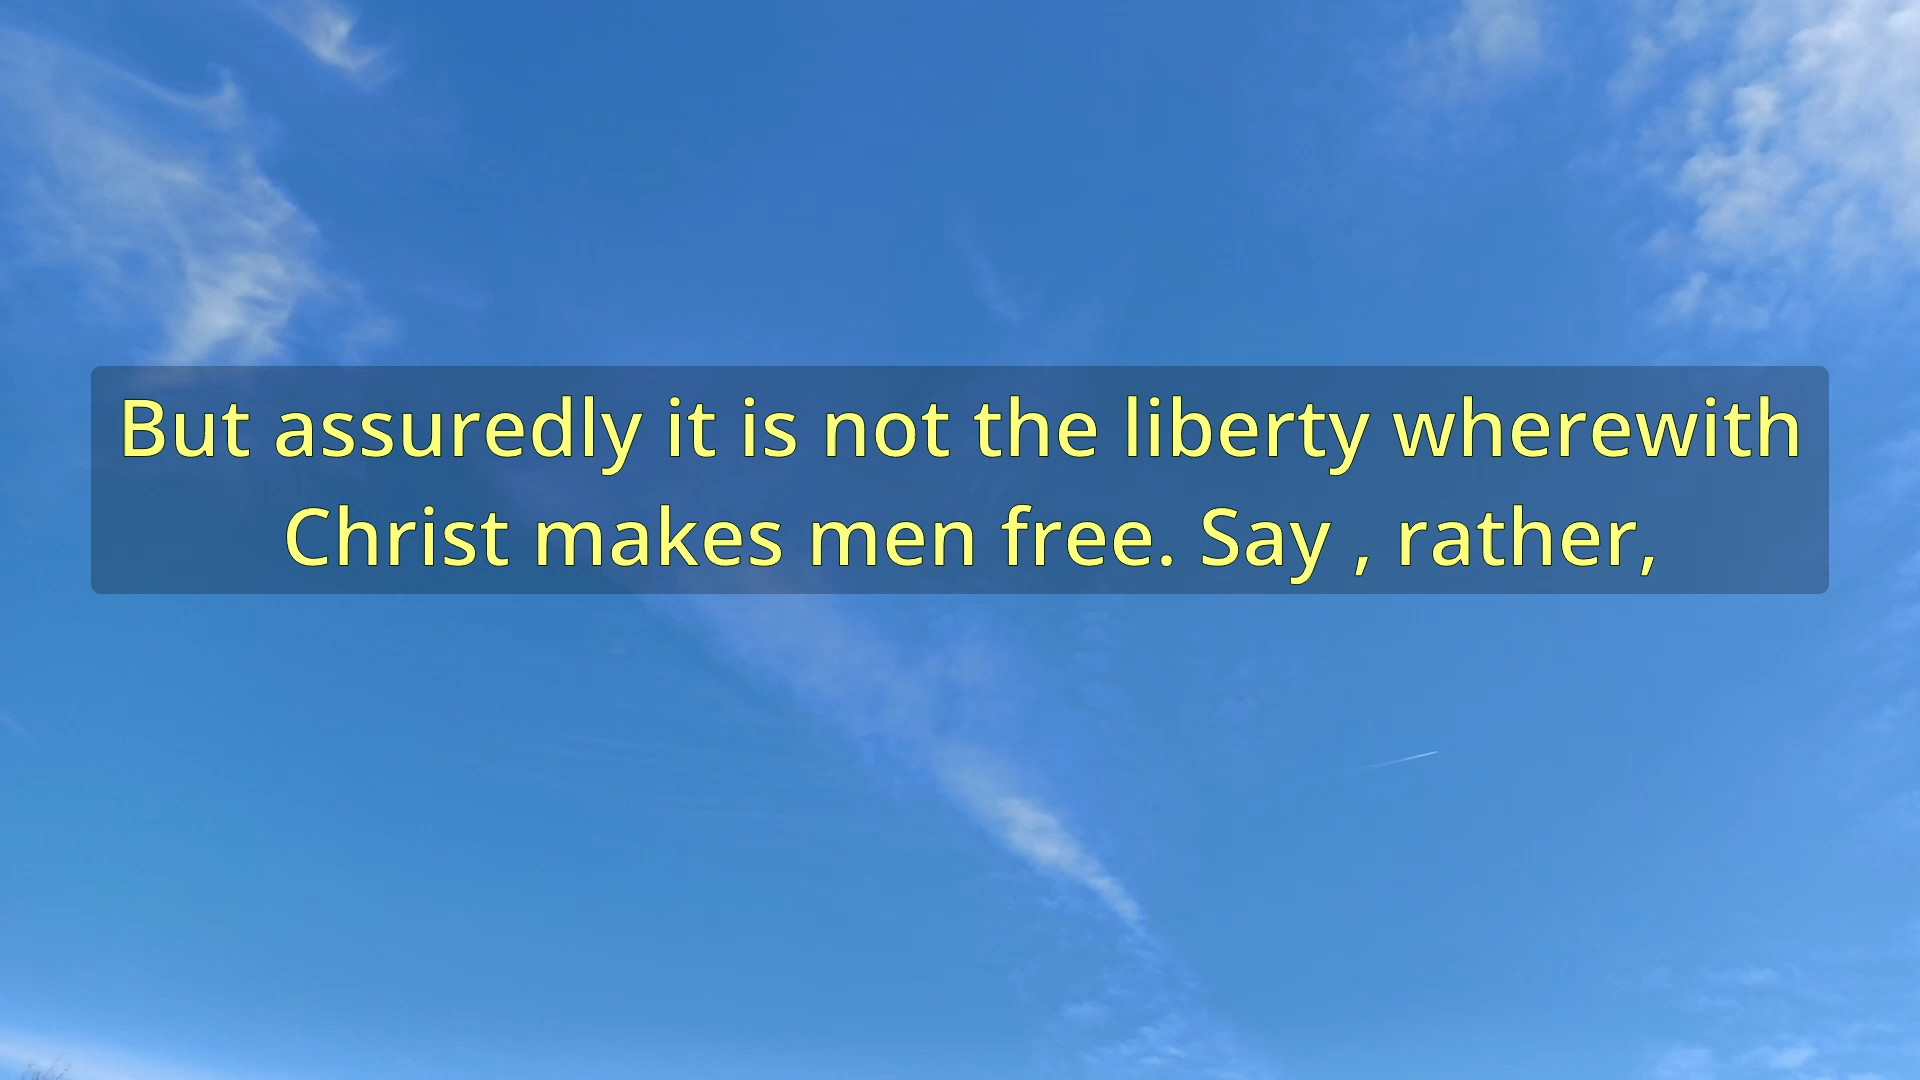 But assuredly it is not the liberty wherewith
Christ makes men free. Say , rather,